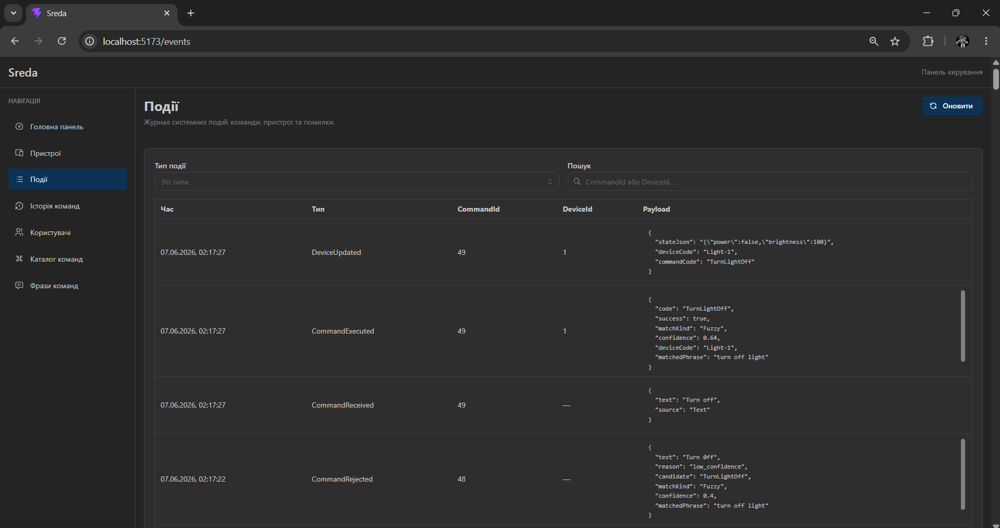 Sreda
localhost:5173/events
Sreda
Панель керування
НАВІГАЦІЯ
Головна панель
Пристрої
Події
Історія команд
Користувачі
Каталог команд
Фрази команд
Події
Журнал системних подій: команди, пристрої та помилки.
Оновити
Тип події
Усі типи
Пошук
CommandId або DeviceId...
Час Тип CommandId DeviceId Payload
07.06.2026, 02:17:27 DeviceUpdated 49 1
{
"stateJson": "{\"power\":false,\"brightness\":100}",
"deviceCode": "Light-1",
"commandCode": "TurnLightOff"
}
07.06.2026, 02:17:27 CommandExecuted 49 1
{
"code": "TurnLightOff",
"success": true,
"matchKind": "Fuzzy",
"confidence": 0.64,
"deviceCode": "Light-1",
"matchedPhrase": "turn off light"
}
07.06.2026, 02:17:27 CommandReceived 49 —
{
"text": "Turn off",
"source": "Text"
}
07.06.2026, 02:17:22 CommandRejected 48 —
{
"text": "Turn 0ff",
"reason": "low_confidence",
"candidate": "TurnLightOff",
"matchKind": "Fuzzy",
"confidence": 0.4,
"matchedPhrase": "turn off light"
}